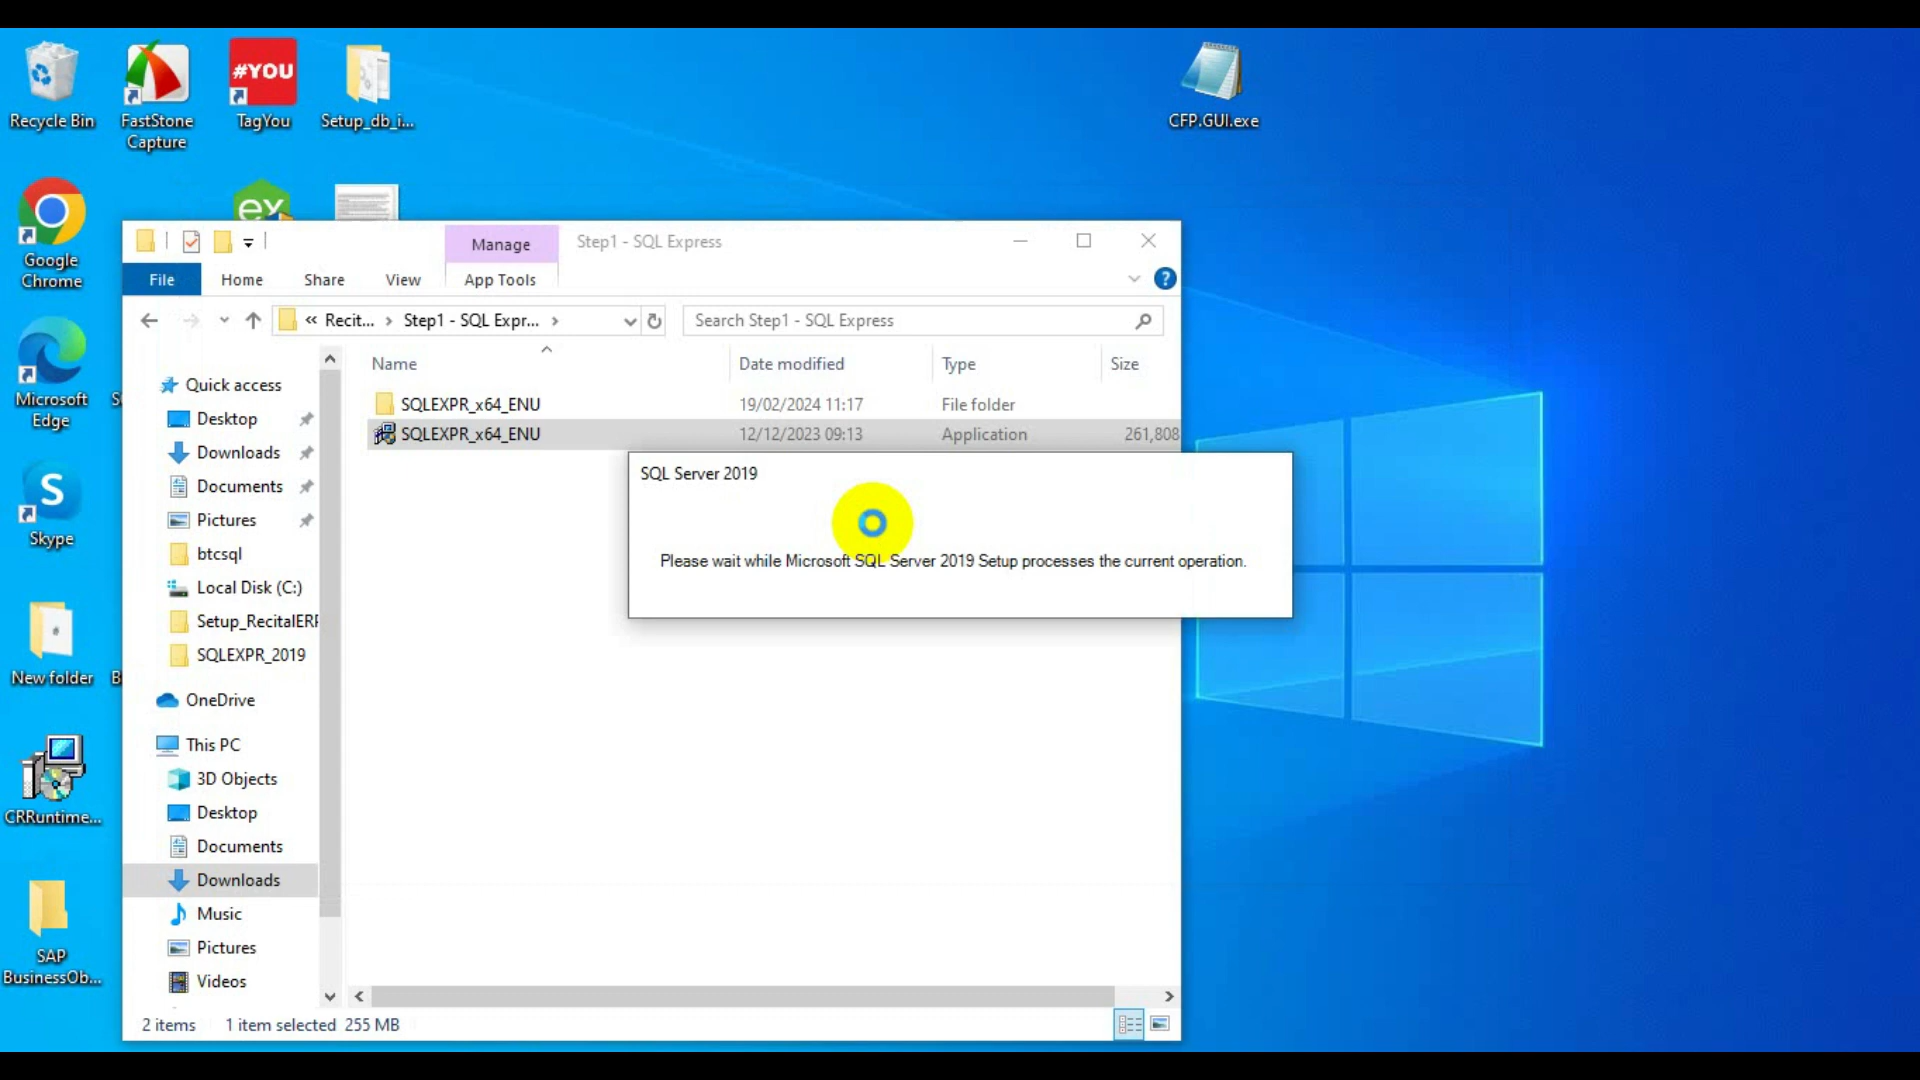 Recycle Bin
FastStone
Capture
#YOU
TagYou
Setup_db_i...
CFP.GUI.exe
Google
Chrome
ex
Microsoft
Edge
S
Skype
New folder
CRRuntime...
SAP
BusinessOb...
Manage
Step1 - SQL Express
File
Home
Share
View
App Tools
?
« Recit... › Step1 - SQL Expr... ›
Search Step1 - SQL Express
Name
Date modified
Type
Size
SQLEXPR_x64_ENU
19/02/2024 11:17
File folder
SQLEXPR_x64_ENU
12/12/2023 09:13
Application
261,808
Quick access
Desktop
Downloads
Documents
Pictures
btcsql
Local Disk (C:)
Setup_RecitalERP
SQLEXPR_2019
OneDrive
This PC
3D Objects
Desktop
Documents
Downloads
Music
Pictures
Videos
SQL Server 2019
Please wait while Microsoft SQL Server 2019 Setup processes the current operation.
2 items
1 item selected 255 MB